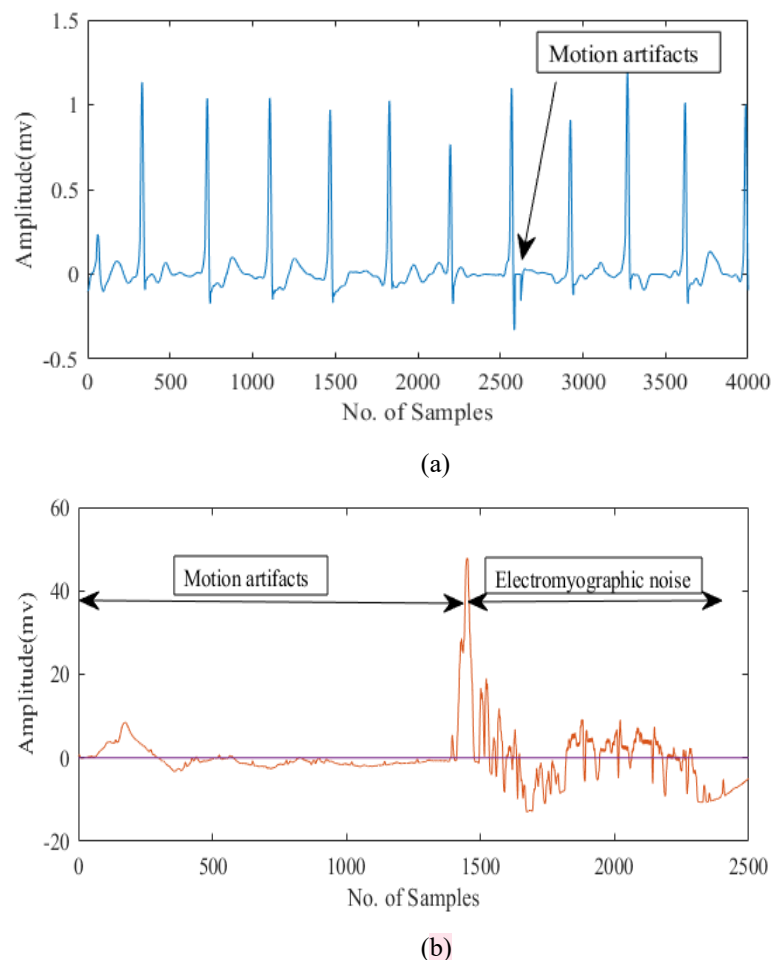 1.5
Motion artifacts
1
0.5
0
-0.5
Amplitude(mv)
0 500 1000 1500 2000 2500 3000 3500 4000
No. of Samples
(a)
60
40
20
0
-20
Amplitude(mv)
Motion artifacts
Electromyographic noise
0 500 1000 1500 2000 2500
No. of Samples
(b)